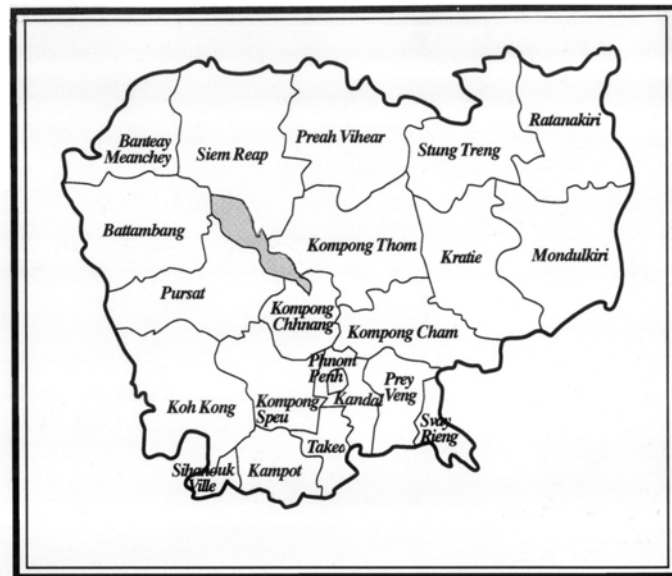 Ratanakiri
Banteay
Meanchey
Siem Reap
Preah Vihear
Stung Treng
Battambang
Kompong Thom
Kratie
Mondulkiri
Pursat
Kompong
Chhnang
Kompong Cham
Phnom
Penh
Kandal
Prey
Veng
Koh Kong
Kompong
Speu
Svay
Rieng
Takeo
Sihanouk
Ville
Kampot